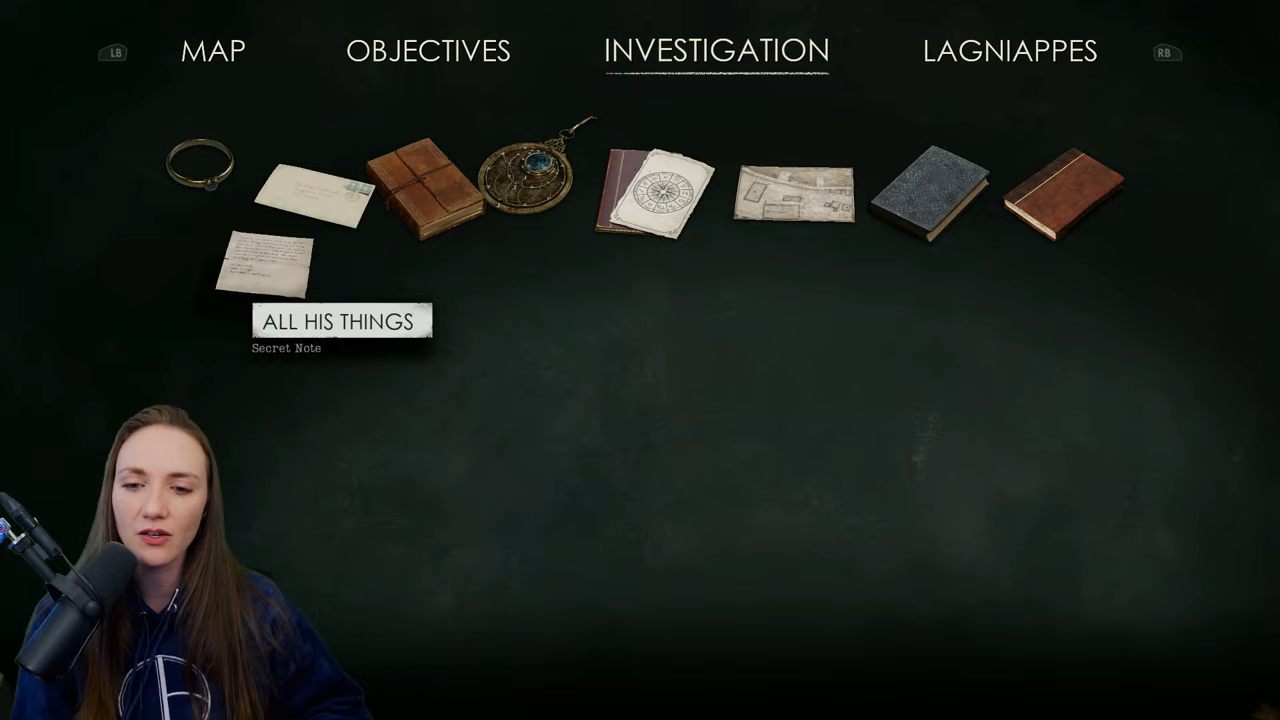 LB
MAP
OBJECTIVES
INVESTIGATION
LAGNIAPPES
RB
ALL HIS THINGS
Secret Note